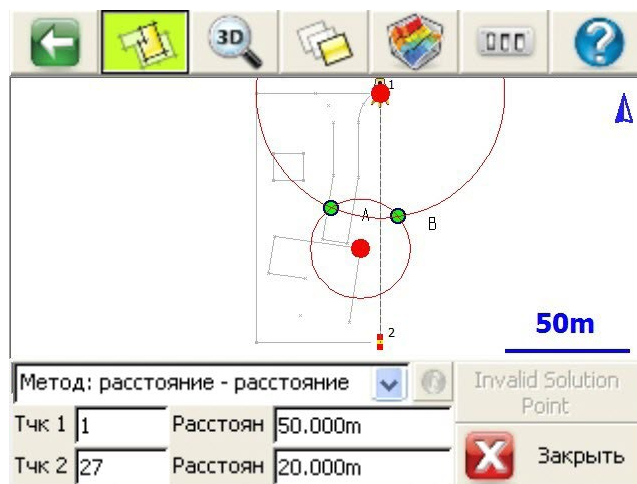 3D
1
A
B
2
50m
Метод: расстояние - расстояние
Invalid Solution
Point
Тчк 1 1 Расстоян 50.000m
Тчк 2 27 Расстоян 20.000m
Закрыть